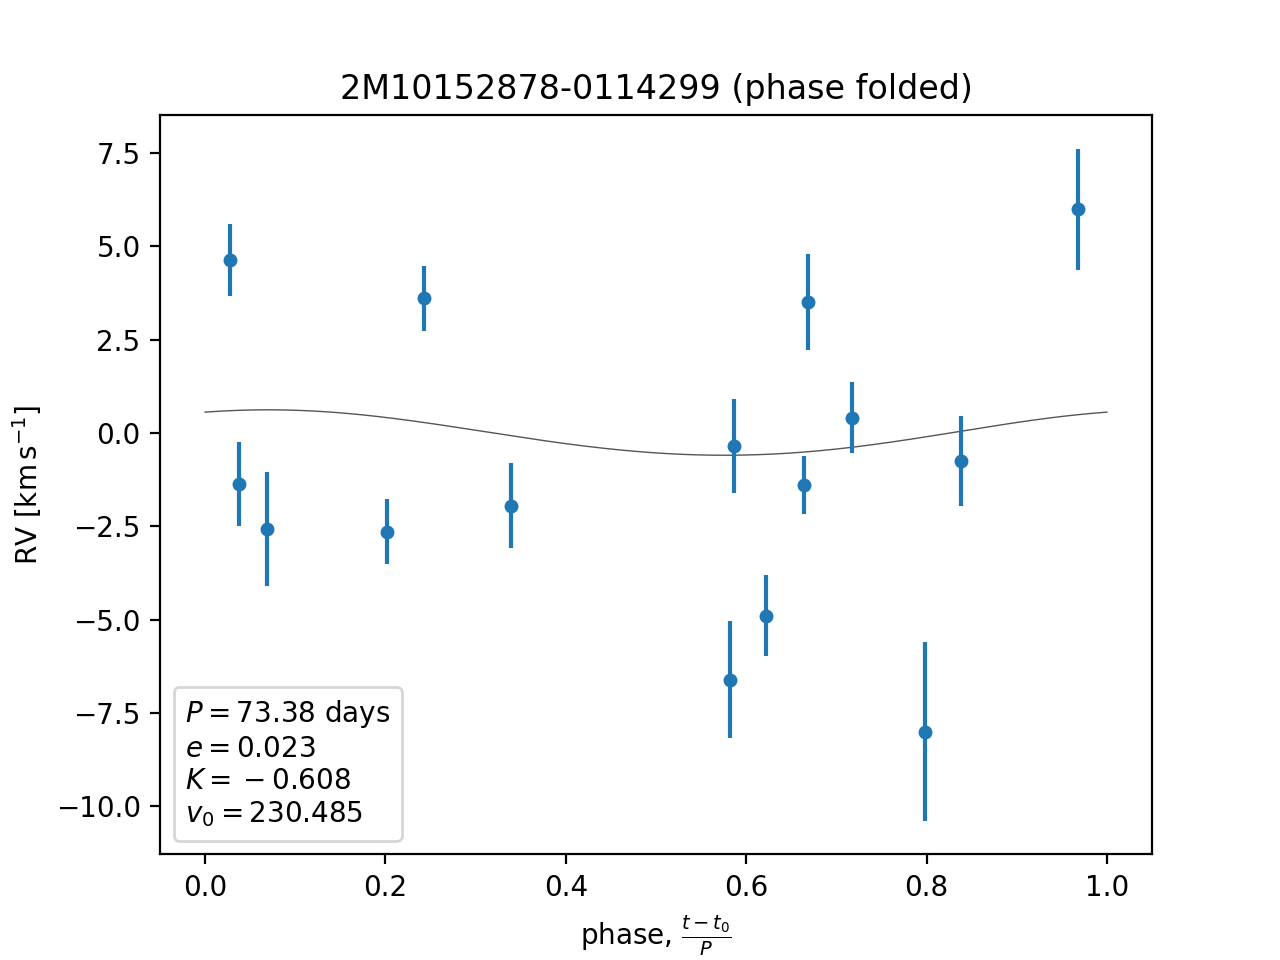 2M10152878-0114299 (phase folded)
7.5
5.0
2.5
0.0
−2.5
−5.0
−7.5
−10.0
RV [km s⁻¹]
P = 73.38 days
e = 0.023
K = −0.608
v₀ = 230.485
0.0 0.2 0.4 0.6 0.8 1.0
phase, (t − t₀)/P